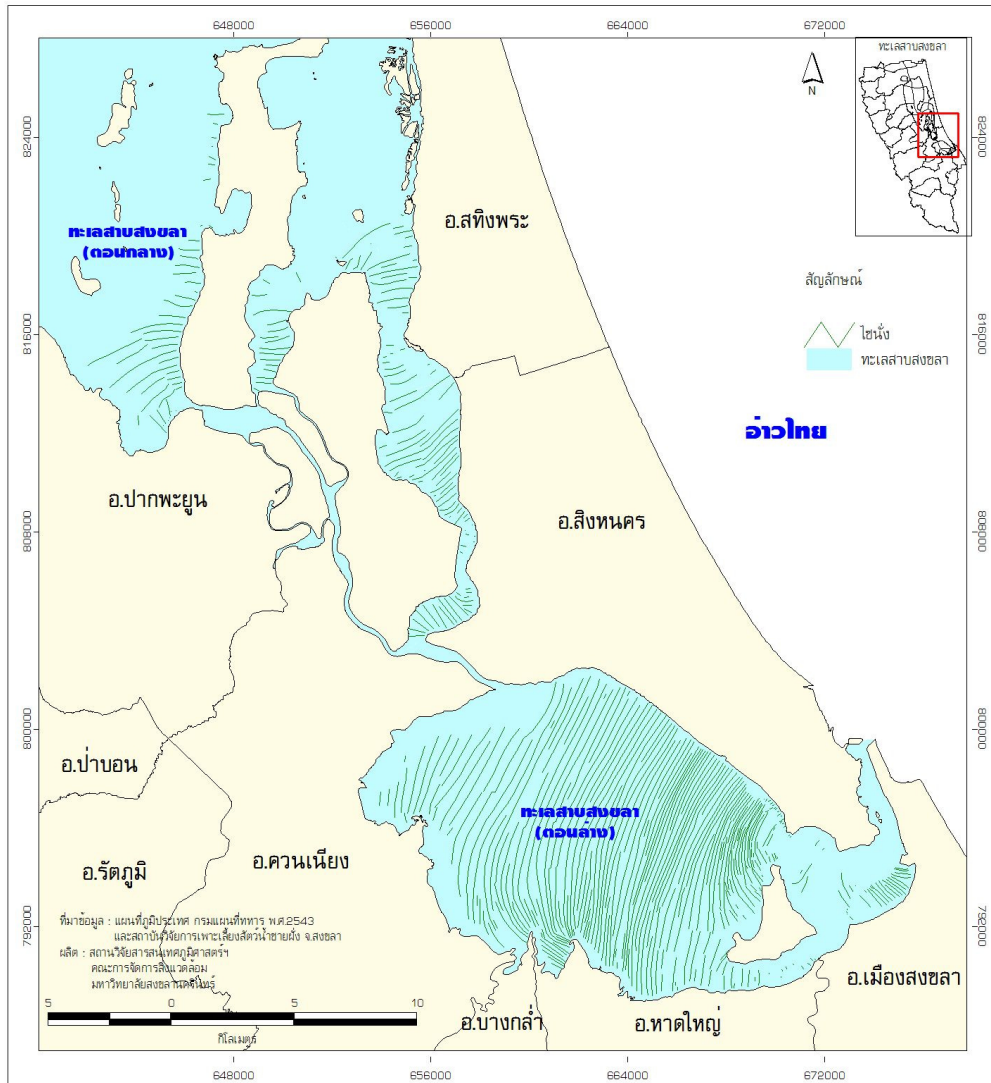 648000
656000
664000
672000
ทะเลสาบสงขลา
N
824000
824000
อ.สทิงพระ
ทะเลสาบสงขลา
(ตอนกลาง)
สัญลักษณ์
ไซนั่ง
ทะเลสาบสงขลา
816000
816000
อ่าวไทย
อ.ปากพะยูน
อ.สิงหนคร
808000
808000
800000
800000
อ.ป่าบอน
ทะเลสาบสงขลา
(ตอนล่าง)
อ.รัตภูมิ
อ.ควนเนียง
792000
792000
ที่มาข้อมูล : แผนที่ภูมิประเทศ กรมแผนที่ทหาร พ.ศ.2543
และสถาบันวิจัยการเพาะเลี้ยงสัตว์น้ำชายฝั่ง จ.สงขลา
ผลิต : สถานวิจัยสารสนเทศภูมิศาสตร์ฯ
คณะการจัดการสิ่งแวดล้อม
มหาวิทยาลัยสงขลานครินทร์
อ.เมืองสงขลา
5 0 5 10
กิโลเมตร
อ.บางกล่ำ
อ.หาดใหญ่
648000
656000
664000
672000